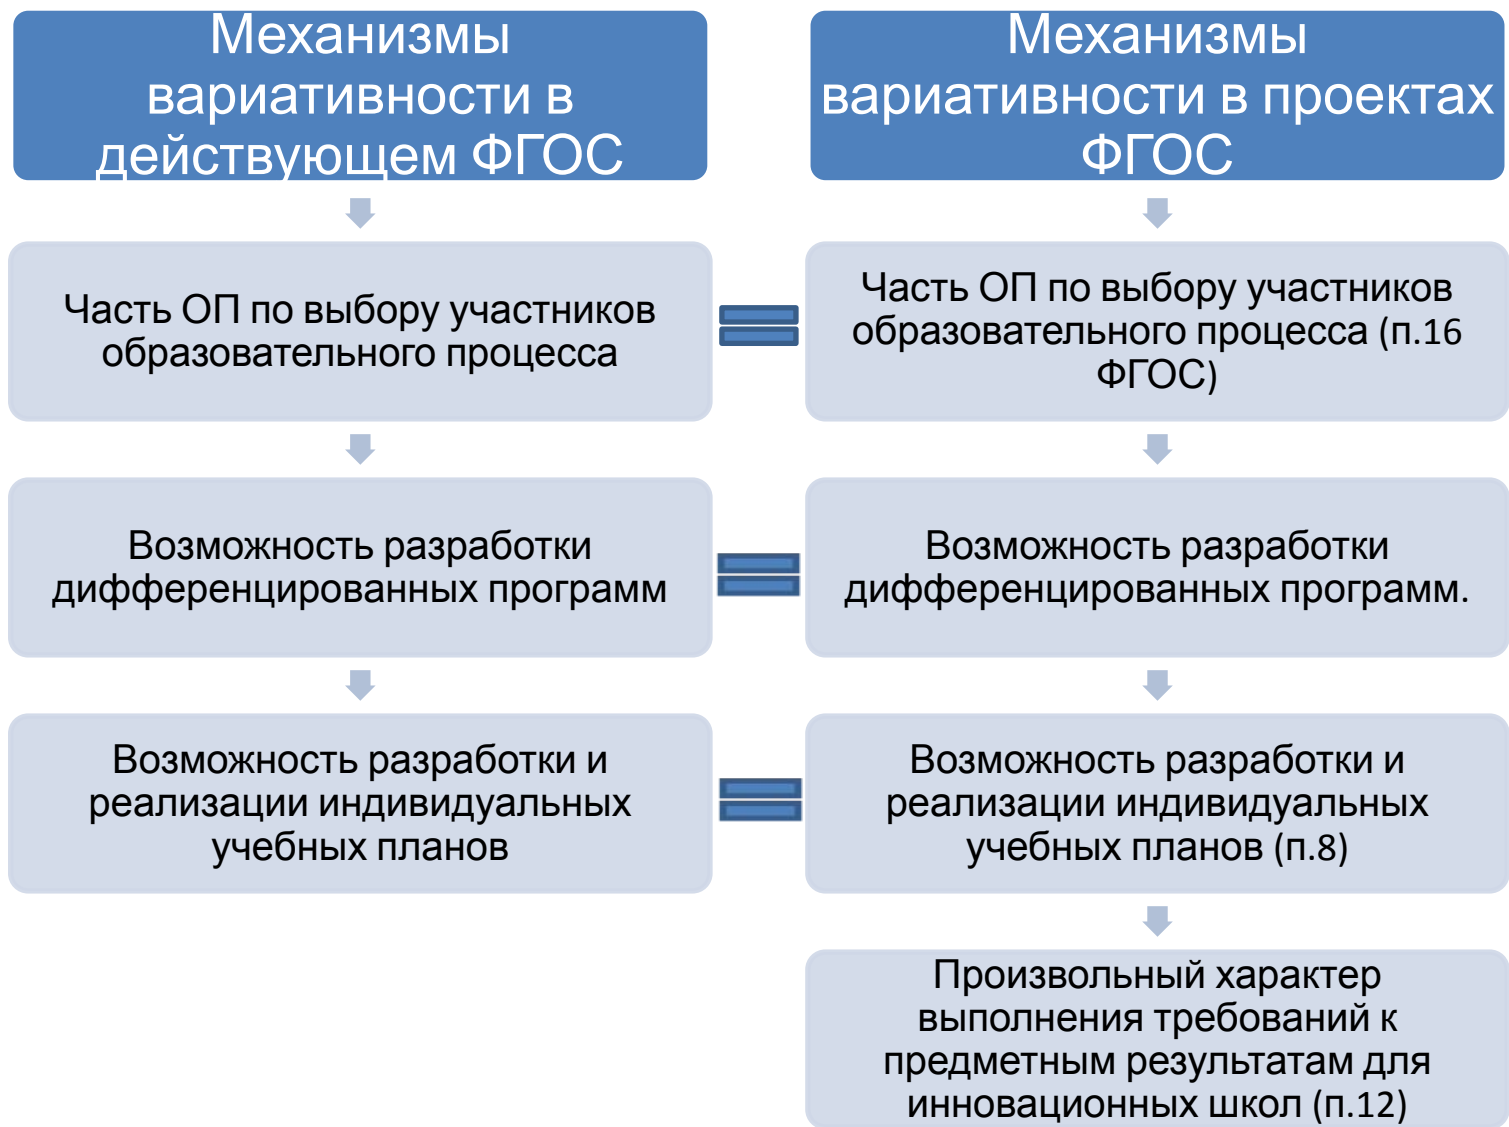 Механизмы
вариативности в
действующем ФГОС
Часть ОП по выбору участников
образовательного процесса
Возможность разработки
дифференцированных программ
Возможность разработки и
реализации индивидуальных
учебных планов
Механизмы
вариативности в проектах
ФГОС
Часть ОП по выбору участников
образовательного процесса (п.16
ФГОС)
Возможность разработки
дифференцированных программ.
Возможность разработки и
реализации индивидуальных
учебных планов (п.8)
Произвольный характер
выполнения требований к
предметным результатам для
инновационных школ (п.12)